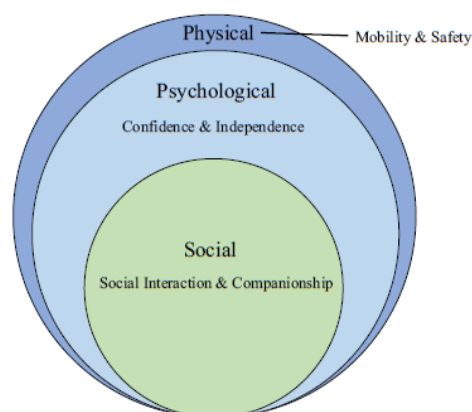 Physical
Mobility & Safety
Psychological
Confidence & Independence
Social
Social Interaction & Companionship